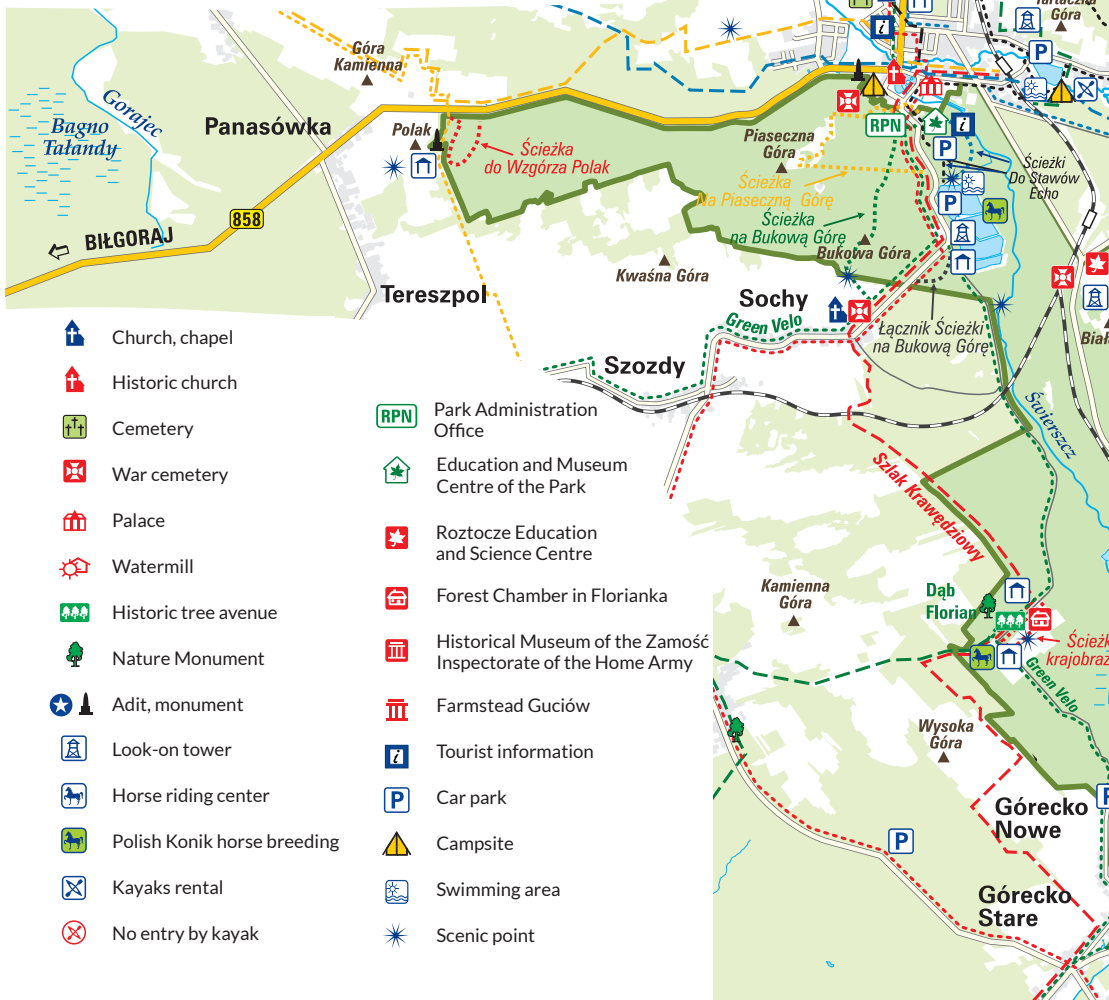 Tartaczna
Góra
Góra
Kamienna
Gorajec
Bagno
Tałandy
Panasówka
Polak
Ścieżka
do Wzgórza Polak
RPN
Piaseczna
Góra
Ścieżka
Na Piaseczną Górę
Ścieżka
na Bukową Górę
Bukowa Góra
Ścieżki
Do Stawów
Echo
P
P
P
i
i
858
BIŁGORAJ
Kwaśna Góra
Tereszpol
Sochy
Green Velo
Łącznik Ścieżki
na Bukową Górę
Biała
Szozdy
Świerszcz
Szlak Krawędziowy
Kamienna
Góra
Dąb
Florian
Ścieżk
krajobraz
Green Velo
Wysoka
Góra
Górecko
Nowe
P
P
Górecko
Stare
Church, chapel
Historic church
Cemetery
War cemetery
Palace
Watermill
Historic tree avenue
Nature Monument
Adit, monument
Look-on tower
Horse riding center
Polish Konik horse breeding
Kayaks rental
No entry by kayak
RPN
Park Administration
Office
Education and Museum
Centre of the Park
Roztocze Education
and Science Centre
Forest Chamber in Florianka
Historical Museum of the Zamość
Inspectorate of the Home Army
Farmstead Guciów
i
Tourist information
P
Car park
Campsite
Swimming area
Scenic point